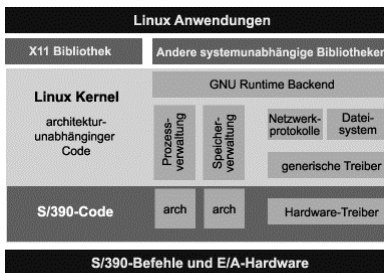 Linux Anwendungen
X11 Bibliothek
Andere systemunabhängige Bibliotheken
GNU Runtime Backend
Linux Kernel
architektur-
unabhänginger
Code
Prozess-
verwaltung
Speicher-
verwaltung
Netzwerk-
protokolle
Datei-
system
generische Treiber
S/390-Code
arch
arch
Hardware-Treiber
S/390-Befehle und E/A-Hardware